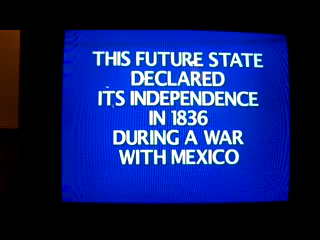 THIS FUTURE STATE
DECLARED
ITS INDEPENDENCE
IN 1836
DURING A WAR
WITH MEXICO